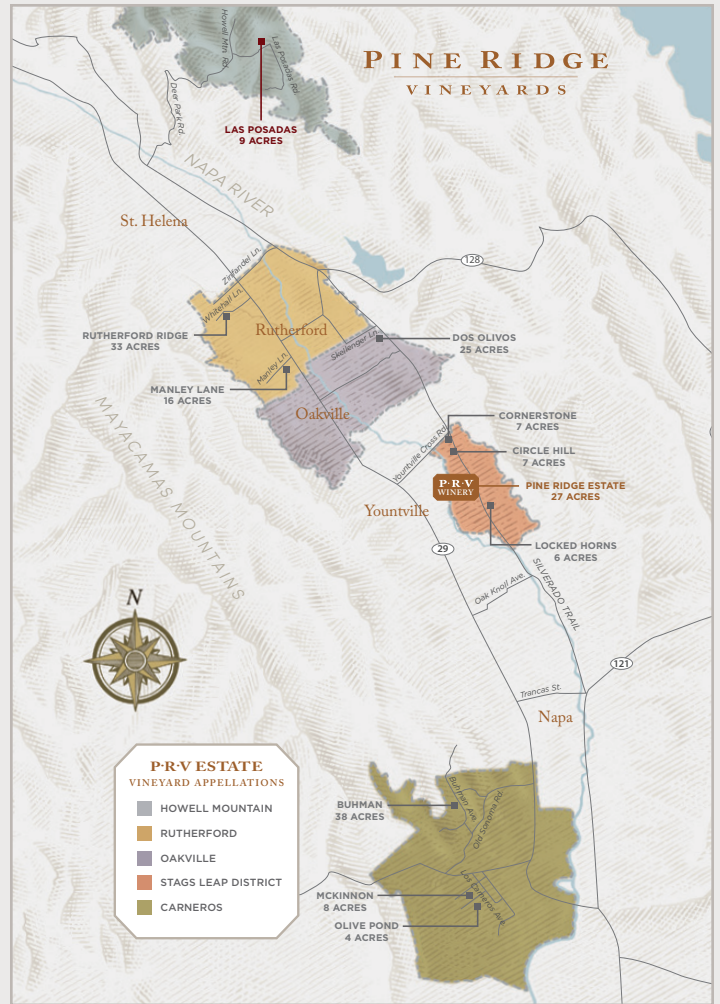 PINE RIDGE
VINEYARDS
Howell Mtn Rd.
Las Posadas Rd.
Deer Park Rd.
LAS POSADAS
9 ACRES
NAPA RIVER
St. Helena
128
Zinfandel Ln.
Whitehall Ln.
Rutherford
RUTHERFORD RIDGE
33 ACRES
Skellenger Ln.
DOS OLIVOS
25 ACRES
Manley Ln.
MANLEY LANE
16 ACRES
Oakville
MAYACAMAS MOUNTAINS
CORNERSTONE
7 ACRES
Yountville Cross Rd.
CIRCLE HILL
7 ACRES
P·R·V
WINERY
PINE RIDGE ESTATE
27 ACRES
Yountville
29
LOCKED HORNS
6 ACRES
SILVERADO TRAIL
Oak Knoll Ave.
N
121
Trancas St.
Napa
P·R·V ESTATE
VINEYARD APPELLATIONS
HOWELL MOUNTAIN
RUTHERFORD
OAKVILLE
STAGS LEAP DISTRICT
CARNEROS
Buhman Ave.
Old Sonoma Rd.
BUHMAN
38 ACRES
Los Carneros Ave.
MCKINNON
8 ACRES
OLIVE POND
4 ACRES